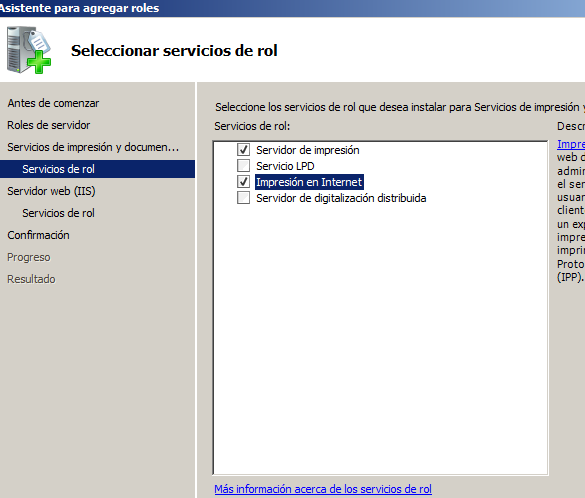 Asistente para agregar roles
Seleccionar servicios de rol
Antes de comenzar
Roles de servidor
Servicios de impresión y documen...
Servicios de rol
Servidor web (IIS)
Servicios de rol
Confirmación
Progreso
Resultado
Seleccione los servicios de rol que desea instalar para Servicios de impresión y
Servicios de rol:
Servidor de impresión
Servicio LPD
Impresión en Internet
Servidor de digitalización distribuida
Más información acerca de los servicios de rol
Descr
Impre
web d
admin
el ser
usuar
client
un exp
impre
imprir
Proto
(IPP).